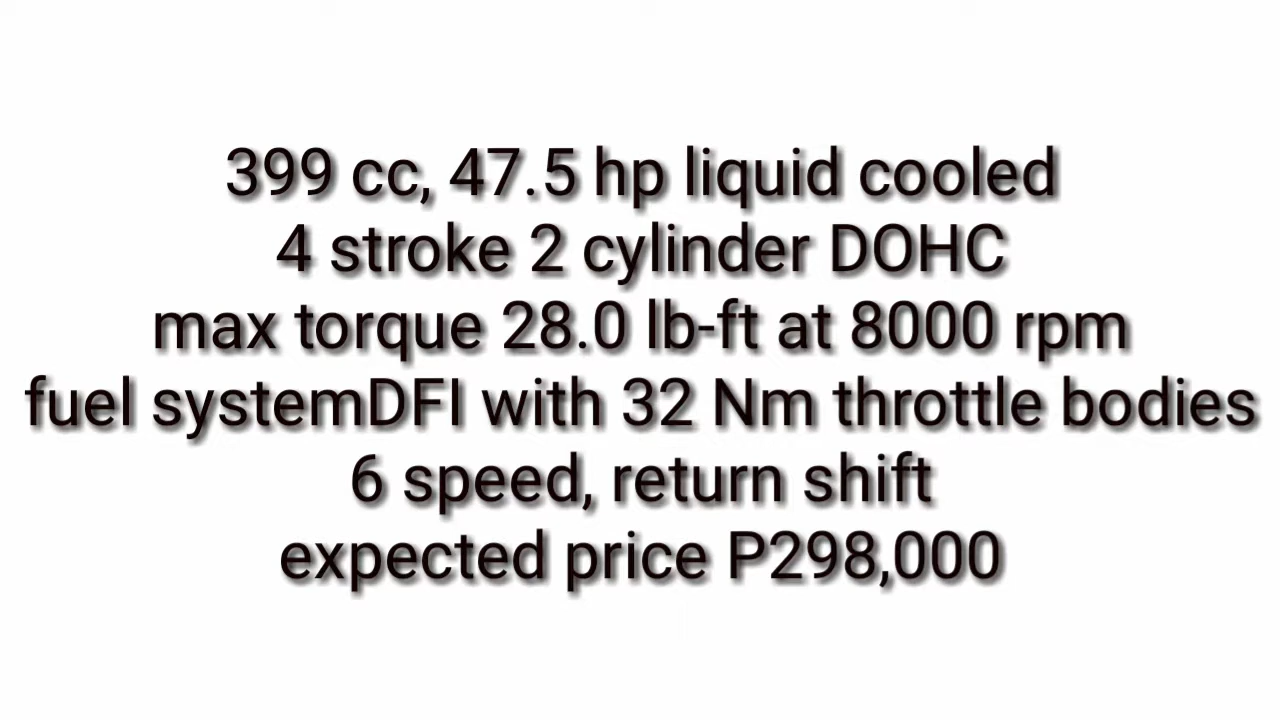 399 cc, 47.5 hp liquid cooled
4 stroke 2 cylinder DOHC
max torque 28.0 lb-ft at 8000 rpm
fuel systemDFI with 32 Nm throttle bodies
6 speed, return shift
expected price P298,000